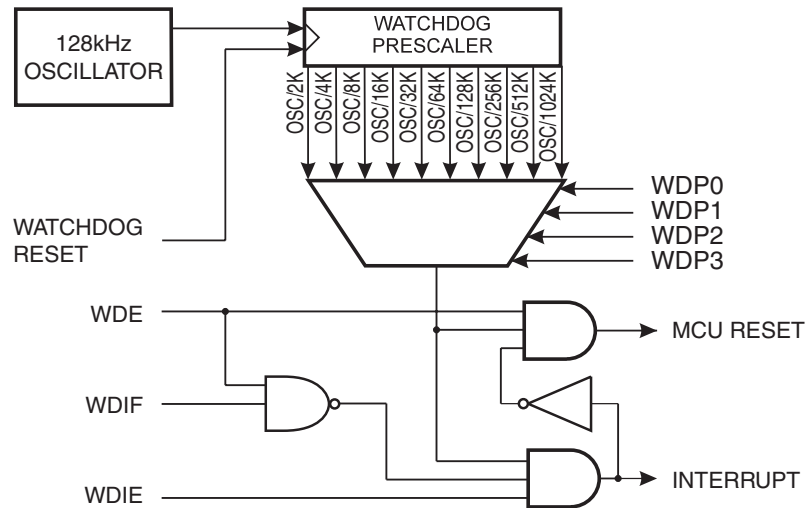 128kHz
OSCILLATOR
WATCHDOG
PRESCALER
OSC/2K
OSC/4K
OSC/8K
OSC/16K
OSC/32K
OSC/64K
OSC/128K
OSC/256K
OSC/512K
OSC/1024K
WDP0
WDP1
WDP2
WDP3
WATCHDOG
RESET
WDE
MCU RESET
WDIF
WDIE
INTERRUPT